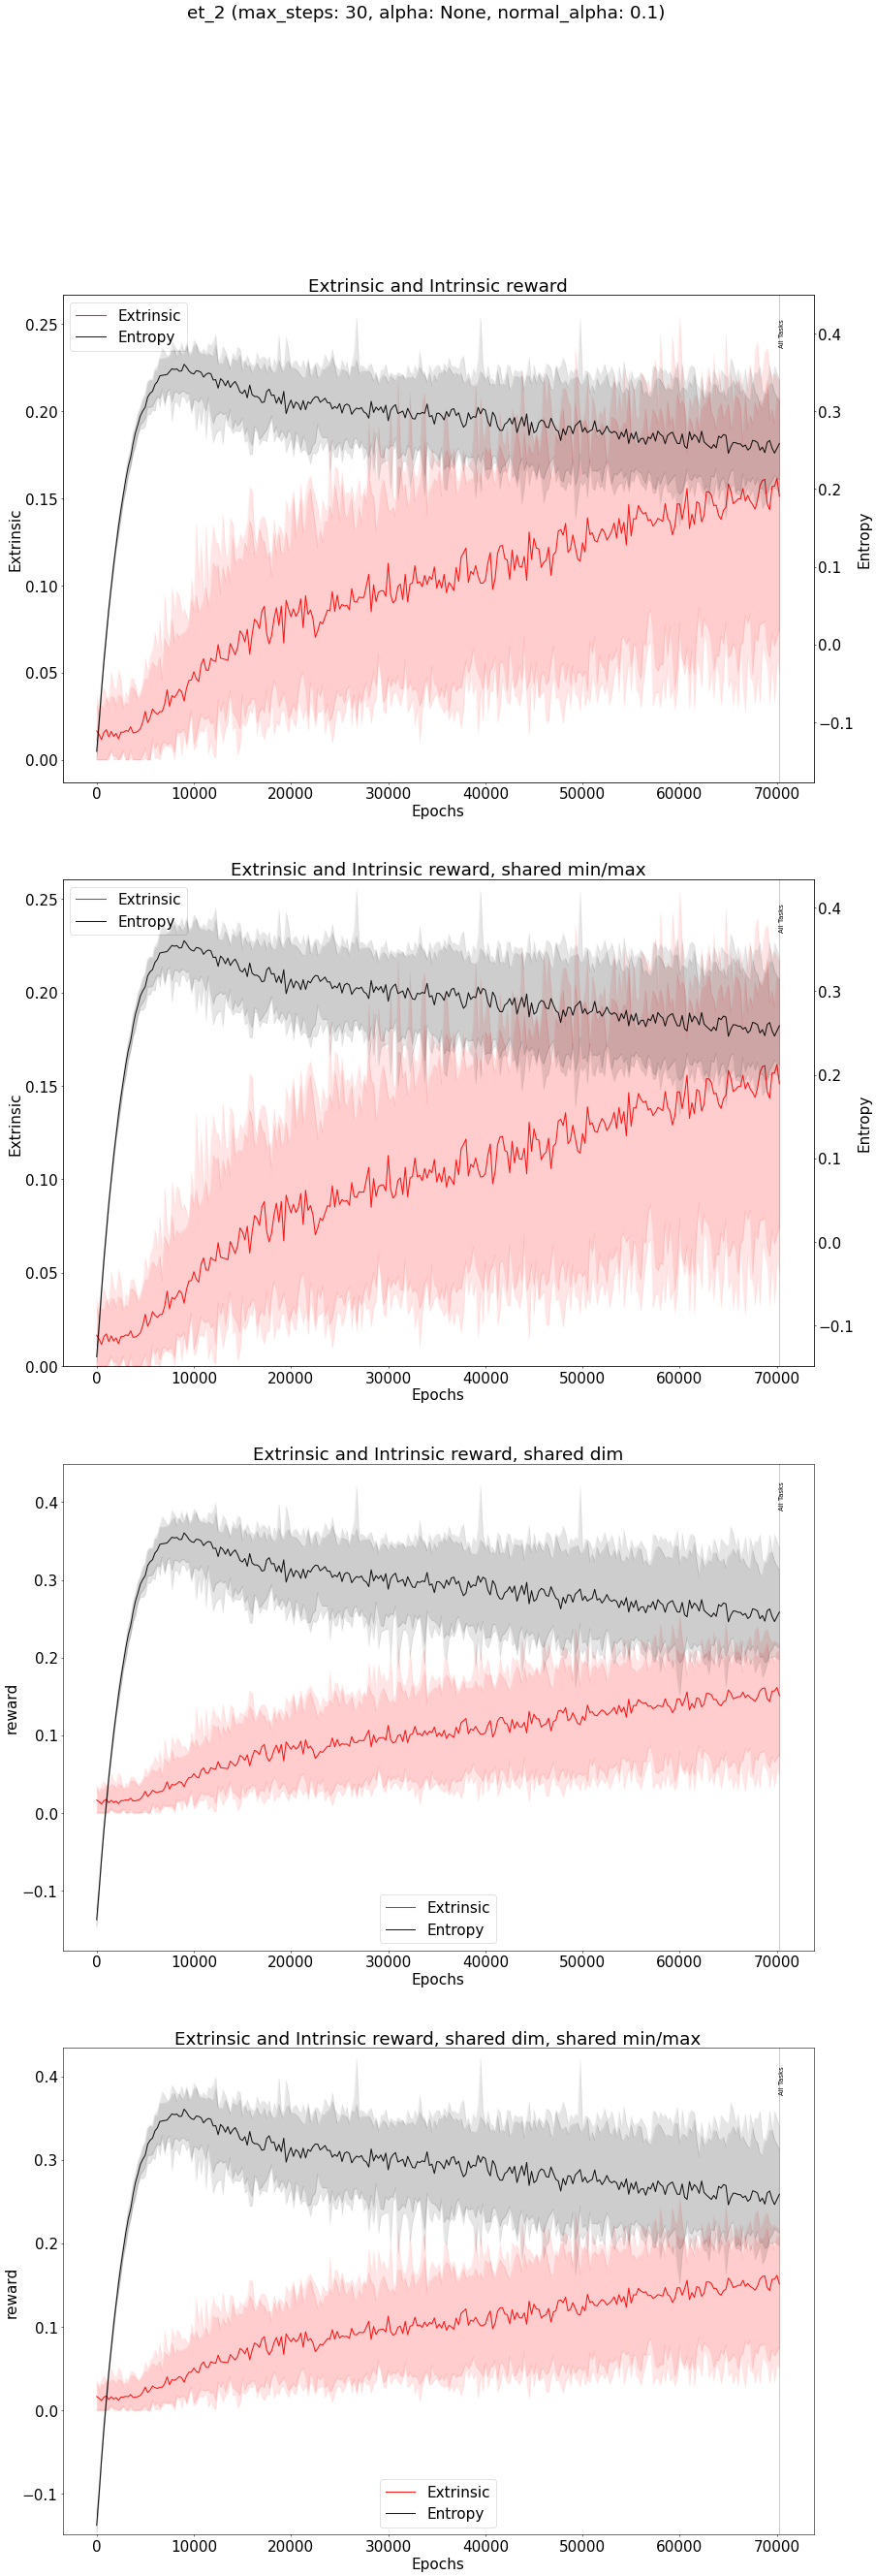 et_2 (max_steps: 30, alpha: None, normal_alpha: 0.1)
Extrinsic and Intrinsic reward
Extrinsic
Entropy
0.25
0.20
0.15
0.10
0.05
0.00
Extrinsic
0.4
0.3
0.2
0.1
0.0
−0.1
Entropy
All Tasks
0 10000 20000 30000 40000 50000 60000 70000
Epochs
Extrinsic and Intrinsic reward, shared min/max
Extrinsic
Entropy
0.25
0.20
0.15
0.10
0.05
0.00
Extrinsic
0.4
0.3
0.2
0.1
0.0
−0.1
Entropy
All Tasks
0 10000 20000 30000 40000 50000 60000 70000
Epochs
Extrinsic and Intrinsic reward, shared dim
0.4
0.3
0.2
0.1
0.0
−0.1
reward
All Tasks
Extrinsic
Entropy
0 10000 20000 30000 40000 50000 60000 70000
Epochs
Extrinsic and Intrinsic reward, shared dim, shared min/max
0.4
0.3
0.2
0.1
0.0
−0.1
reward
All Tasks
Extrinsic
Entropy
0 10000 20000 30000 40000 50000 60000 70000
Epochs